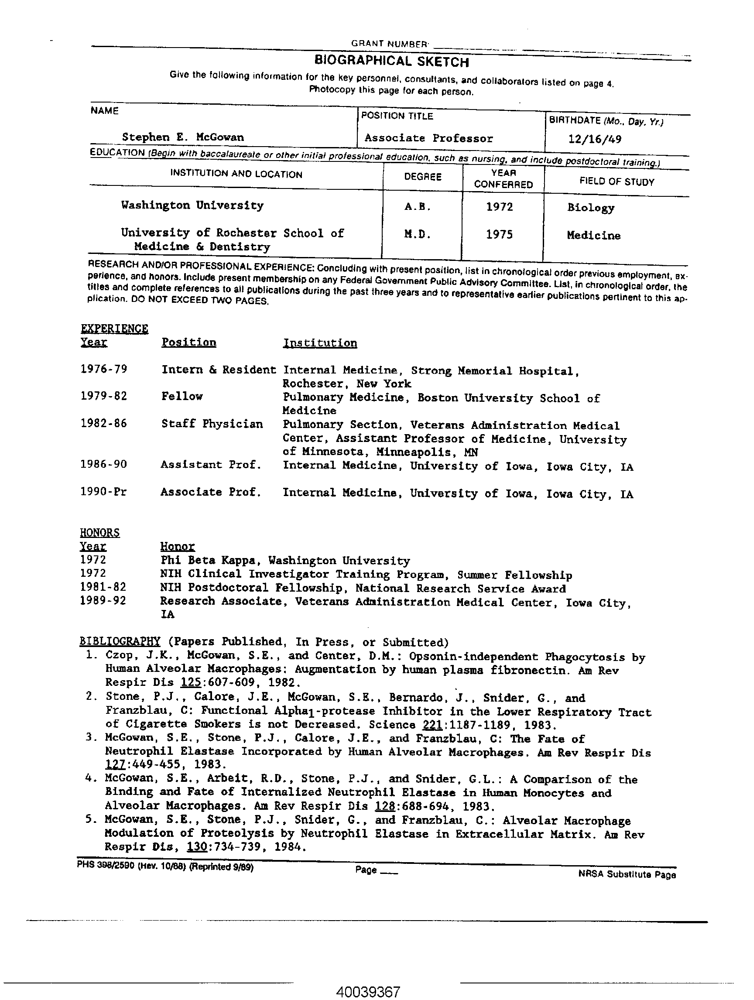 GRANT NUMBER
BIOGRAPHICAL SKETCH
Give the following information for the key personnel, consultants, and collaborators listed on page 4.
Photocopy this page for each person.
NAME
POSITION TITLE
BIRTHDATE (Mo., Day, Yr.)
Stephen E. McGowan
Associate Professor
12/16/49
EDUCATION (Begin with baccalaureate or other initial professional education, such as nursing, and include postdoctoral training.)
INSTITUTION AND LOCATION
DEGREE
YEAR
CONFERRED
FIELD OF STUDY
Washington University
A.B.
1972
Biology
University of Rochester School of
Medicine & Dentistry
M.D.
1975
Medicine
RESEARCH AND/OR PROFESSIONAL EXPERIENCE: Concluding with present position, list in chronological order previous employment, ex-
perience, and honors. Include present membership on any Federal Government Public Advisory Committee. List, in chronological order, the
titles and complete references to all publications during the past three years and to representative earlier publications pertinent to this ap-
plication. DO NOT EXCEED TWO PAGES.
EXPERIENCE
Year Position Institution
1976-79 Intern & Resident Internal Medicine, Strong Memorial Hospital,
Rochester, New York
1979-82 Fellow Pulmonary Medicine, Boston University School of
Medicine
1982-86 Staff Physician Pulmonary Section, Veterans Administration Medical
Center, Assistant Professor of Medicine, University
of Minnesota, Minneapolis, MN
1986-90 Assistant Prof. Internal Medicine, University of Iowa, Iowa City, IA
1990-Pr Associate Prof. Internal Medicine, University of Iowa, Iowa City, IA
HONORS
Year Honor
1972 Phi Beta Kappa, Washington University
1972 NIH Clinical Investigator Training Program, Summer Fellowship
1981-82 NIH Postdoctoral Fellowship, National Research Service Award
1989-92 Research Associate, Veterans Administration Medical Center, Iowa City,
IA
BIBLIOGRAPHY (Papers Published, In Press, or Submitted)
1. Czop, J.K., McGowan, S.E., and Center, D.M.: Opsonin-independent Phagocytosis by
Human Alveolar Macrophages: Augmentation by human plasma fibronectin. Am Rev
Respir Dis 125:607-609, 1982.
2. Stone, P.J., Calore, J.E., McGowan, S.E., Bernardo, J., Snider, G., and
Franzblau, C: Functional Alpha1-protease Inhibitor in the Lower Respiratory Tract
of Cigarette Smokers is not Decreased. Science 221:1187-1189, 1983.
3. McGowan, S.E., Stone, P.J., Calore, J.E., and Franzblau, C: The Fate of
Neutrophil Elastase Incorporated by Human Alveolar Macrophages. Am Rev Respir Dis
127:449-455, 1983.
4. McGowan, S.E., Arbeit, R.D., Stone, P.J., and Snider, G.L.: A Comparison of the
Binding and Fate of Internalized Neutrophil Elastase in Human Monocytes and
Alveolar Macrophages. Am Rev Respir Dis 128:688-694, 1983.
5. McGowan, S.E., Stone, P.J., Snider, G., and Franzblau, C.: Alveolar Macrophage
Modulation of Proteolysis by Neutrophil Elastase in Extracellular Matrix. Am Rev
Respir Dis, 130:734-739, 1984.
PHS 398/2590 (Rev. 10/88) (Reprinted 9/89)
Page
NRSA Substitute Page
40039367